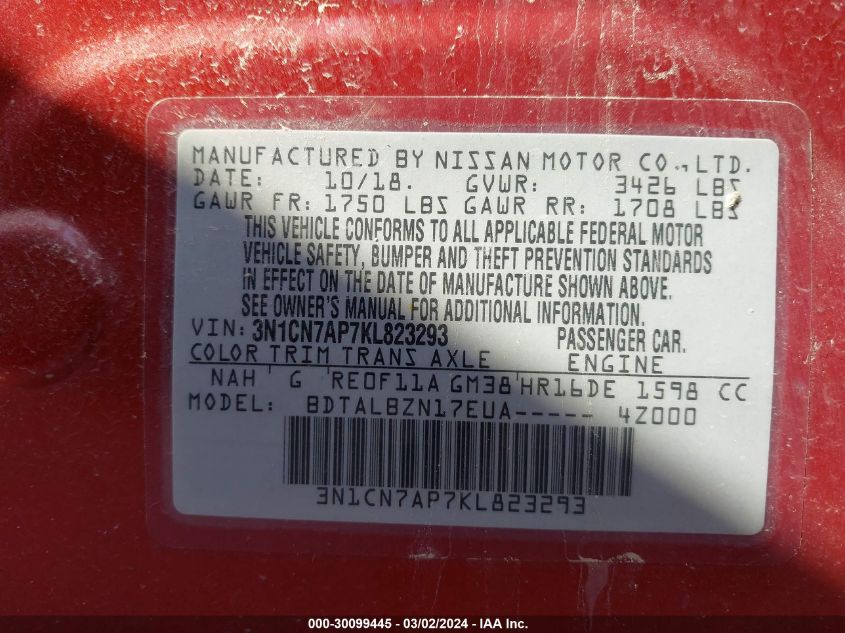 MANUFACTURED BY NISSAN MOTOR CO., LTD.
DATE: 10/18. GVWR: 3426 LBS
GAWR FR: 1750 LBS GAWR RR: 1708 LBS
THIS VEHICLE CONFORMS TO ALL APPLICABLE FEDERAL MOTOR
VEHICLE SAFETY, BUMPER AND THEFT PREVENTION STANDARDS
IN EFFECT ON THE DATE OF MANUFACTURE SHOWN ABOVE.
SEE OWNER'S MANUAL FOR ADDITIONAL INFORMATION.
VIN: 3N1CN7AP7KL823293 PASSENGER CAR.
COLOR TRIM TRANS AXLE ENGINE
NAH G RE0F11A GM38 HR16DE 1598 CC
MODEL: BDTALBZN17EUA----- 4Z000
3N1CN7AP7KL823293
000-30099445 - 03/02/2024 - IAA Inc.